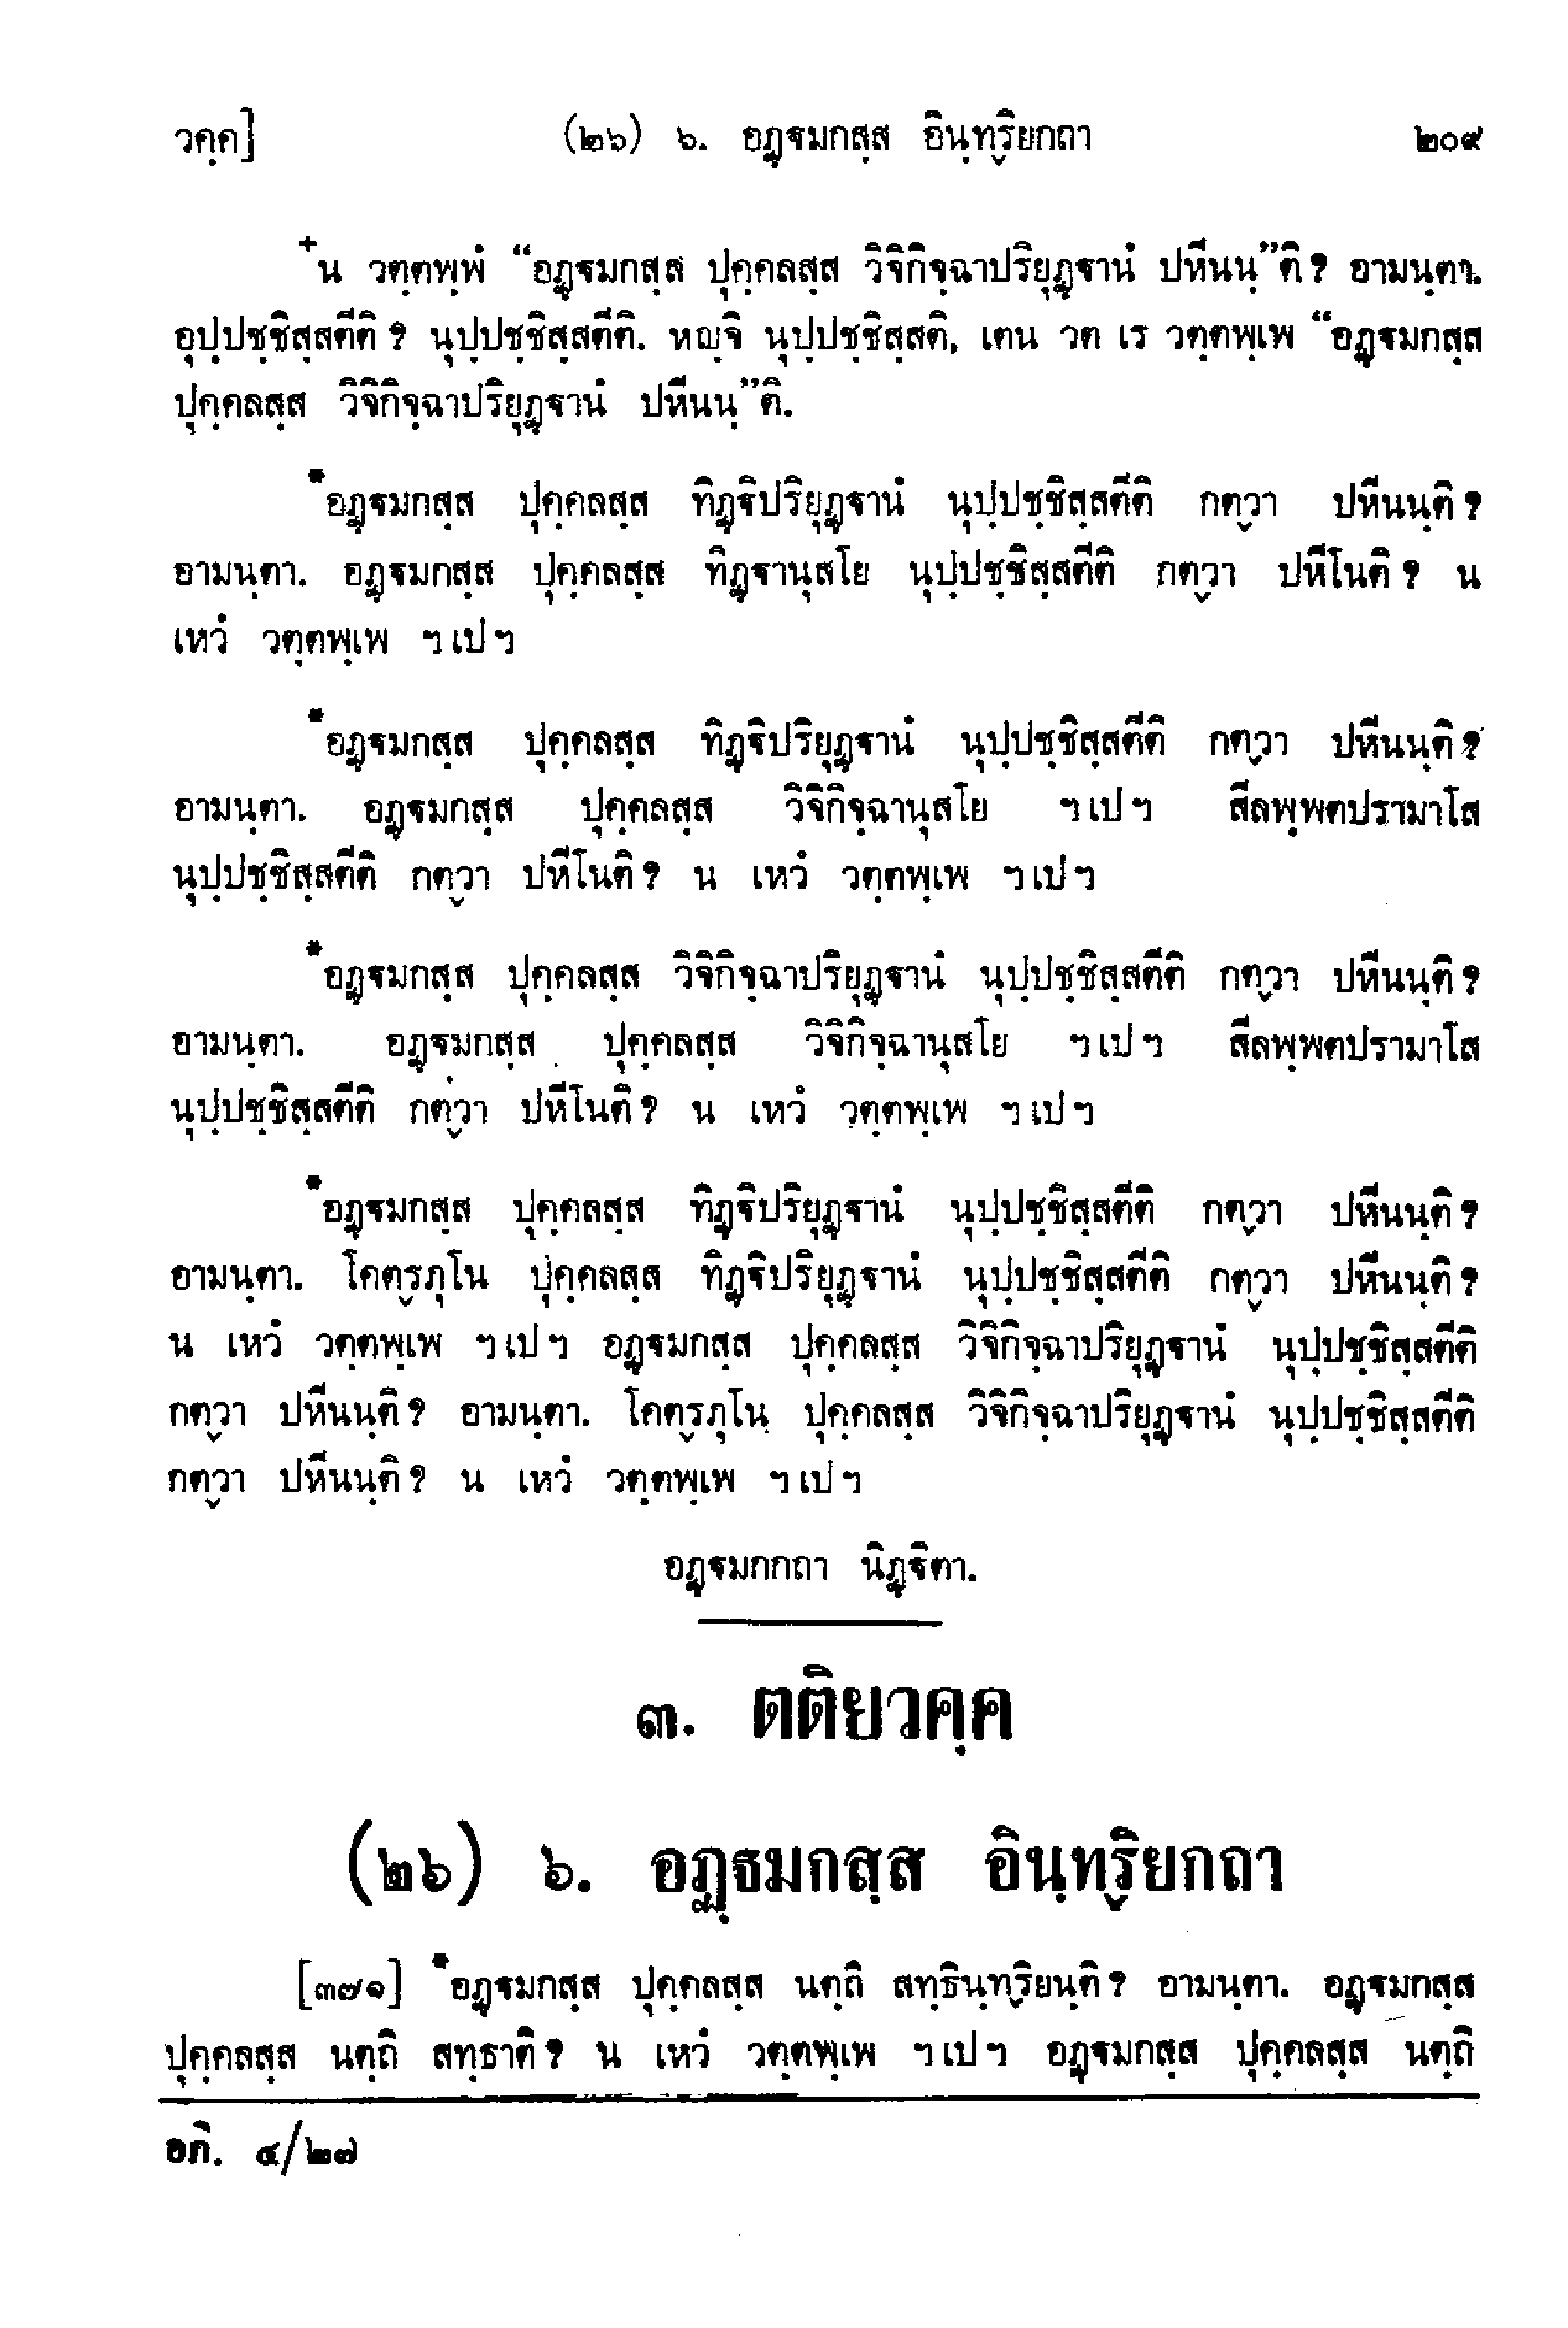 วคฺค] (๒๖) ๖. อฏฺฐมกสฺส อินฺทฺริยกถา ๒๐๙
+น วตฺตพฺพํ “อฏฺฐมกสฺส ปุคฺคลสฺส วิจิกิจฺฉาปริยุฏฺฐานํ ปหีนนฺ”ติ? อามนฺตา.
อุปฺปชฺชิสฺสตีติ? นุปฺปชฺชิสฺสตีติ. หญฺจิ นุปฺปชฺชิสฺสติ, เตน วต เร วตฺตพฺเพ “อฏฺฐมกสฺส
ปุคฺคลสฺส วิจิกิจฺฉาปริยุฏฺฐานํ ปหีนนฺ”ติ.
*อฏฺฐมกสฺส ปุคฺคลสฺส ทิฏฺฐิปริยุฏฺฐานํ นุปฺปชฺชิสฺสตีติ กตฺวา ปหีนนฺติ?
อามนฺตา. อฏฺฐมกสฺส ปุคฺคลสฺส ทิฏฺฐานุสโย นุปฺปชฺชิสฺสตีติ กตฺวา ปหีโนติ? น
เหวํ วตฺตพฺเพ ฯเปฯ
*อฏฺฐมกสฺส ปุคฺคลสฺส ทิฏฺฐิปริยุฏฺฐานํ นุปฺปชฺชิสฺสตีติ กตฺวา ปหีนนฺติ?
อามนฺตา. อฏฺฐมกสฺส ปุคฺคลสฺส วิจิกิจฺฉานุสโย ฯเปฯ สีลพฺพตปรามาโส
นุปฺปชฺชิสฺสตีติ กตฺวา ปหีโนติ? น เหวํ วตฺตพฺเพ ฯเปฯ
*อฏฺฐมกสฺส ปุคฺคลสฺส วิจิกิจฺฉาปริยุฏฺฐานํ นุปฺปชฺชิสฺสตีติ กตฺวา ปหีนนฺติ?
อามนฺตา. อฏฺฐมกสฺส ปุคฺคลสฺส วิจิกิจฺฉานุสโย ฯเปฯ สีลพฺพตปรามาโส
นุปฺปชฺชิสฺสตีติ กตฺวา ปหีโนติ? น เหวํ วตฺตพฺเพ ฯเปฯ
*อฏฺฐมกสฺส ปุคฺคลสฺส ทิฏฺฐิปริยุฏฺฐานํ นุปฺปชฺชิสฺสตีติ กตฺวา ปหีนนฺติ?
อามนฺตา. โคตฺรภุโน ปุคฺคลสฺส ทิฏฺฐิปริยุฏฺฐานํ นุปฺปชฺชิสฺสตีติ กตฺวา ปหีนนฺติ?
น เหวํ วตฺตพฺเพ ฯเปฯ อฏฺฐมกสฺส ปุคฺคลสฺส วิจิกิจฺฉาปริยุฏฺฐานํ นุปฺปชฺชิสฺสตีติ
กตฺวา ปหีนนฺติ? อามนฺตา. โคตฺรภุโน ปุคฺคลสฺส วิจิกิจฺฉาปริยุฏฺฐานํ นุปฺปชฺชิสฺสตีติ
กตฺวา ปหีนนฺติ? น เหวํ วตฺตพฺเพ ฯเปฯ
อฏฺฐมกกถา นิฏฺฐิตา.
๓. ตติยวคฺค
(๒๖) ๖. อฏฺฐมกสฺส อินฺทฺริยกถา
[๓๗๑] *อฏฺฐมกสฺส ปุคฺคลสฺส นตฺถิ สทฺธินฺทฺริยนฺติ? อามนฺตา. อฏฺฐมกสฺส
ปุคฺคลสฺส นตฺถิ สทฺธาติ? น เหวํ วตฺตพฺเพ ฯเปฯ อฏฺฐมกสฺส ปุคฺคลสฺส นตฺถิ
อภิ. ๔/๒๗